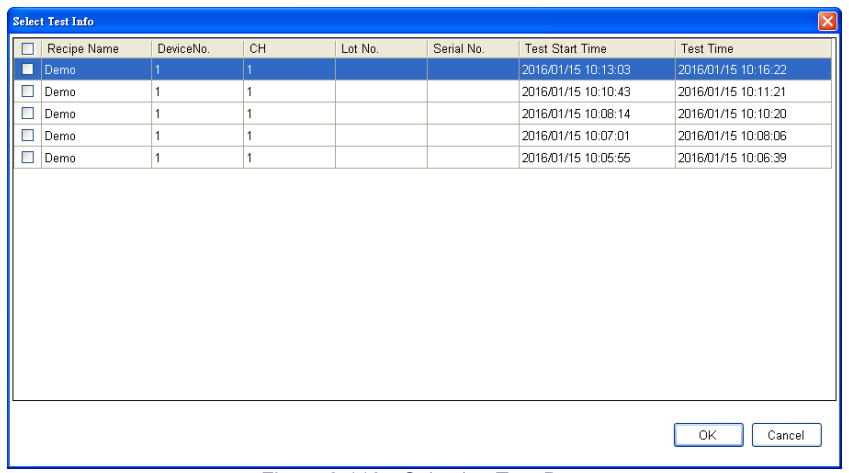 Select Test Info
Recipe Name DeviceNo. CH Lot No. Serial No. Test Start Time Test Time
Demo 1 1 2016/01/15 10:13:03 2016/01/15 10:16:22
Demo 1 1 2016/01/15 10:10:43 2016/01/15 10:11:21
Demo 1 1 2016/01/15 10:08:14 2016/01/15 10:10:20
Demo 1 1 2016/01/15 10:07:01 2016/01/15 10:08:06
Demo 1 1 2016/01/15 10:05:55 2016/01/15 10:06:39
OK Cancel